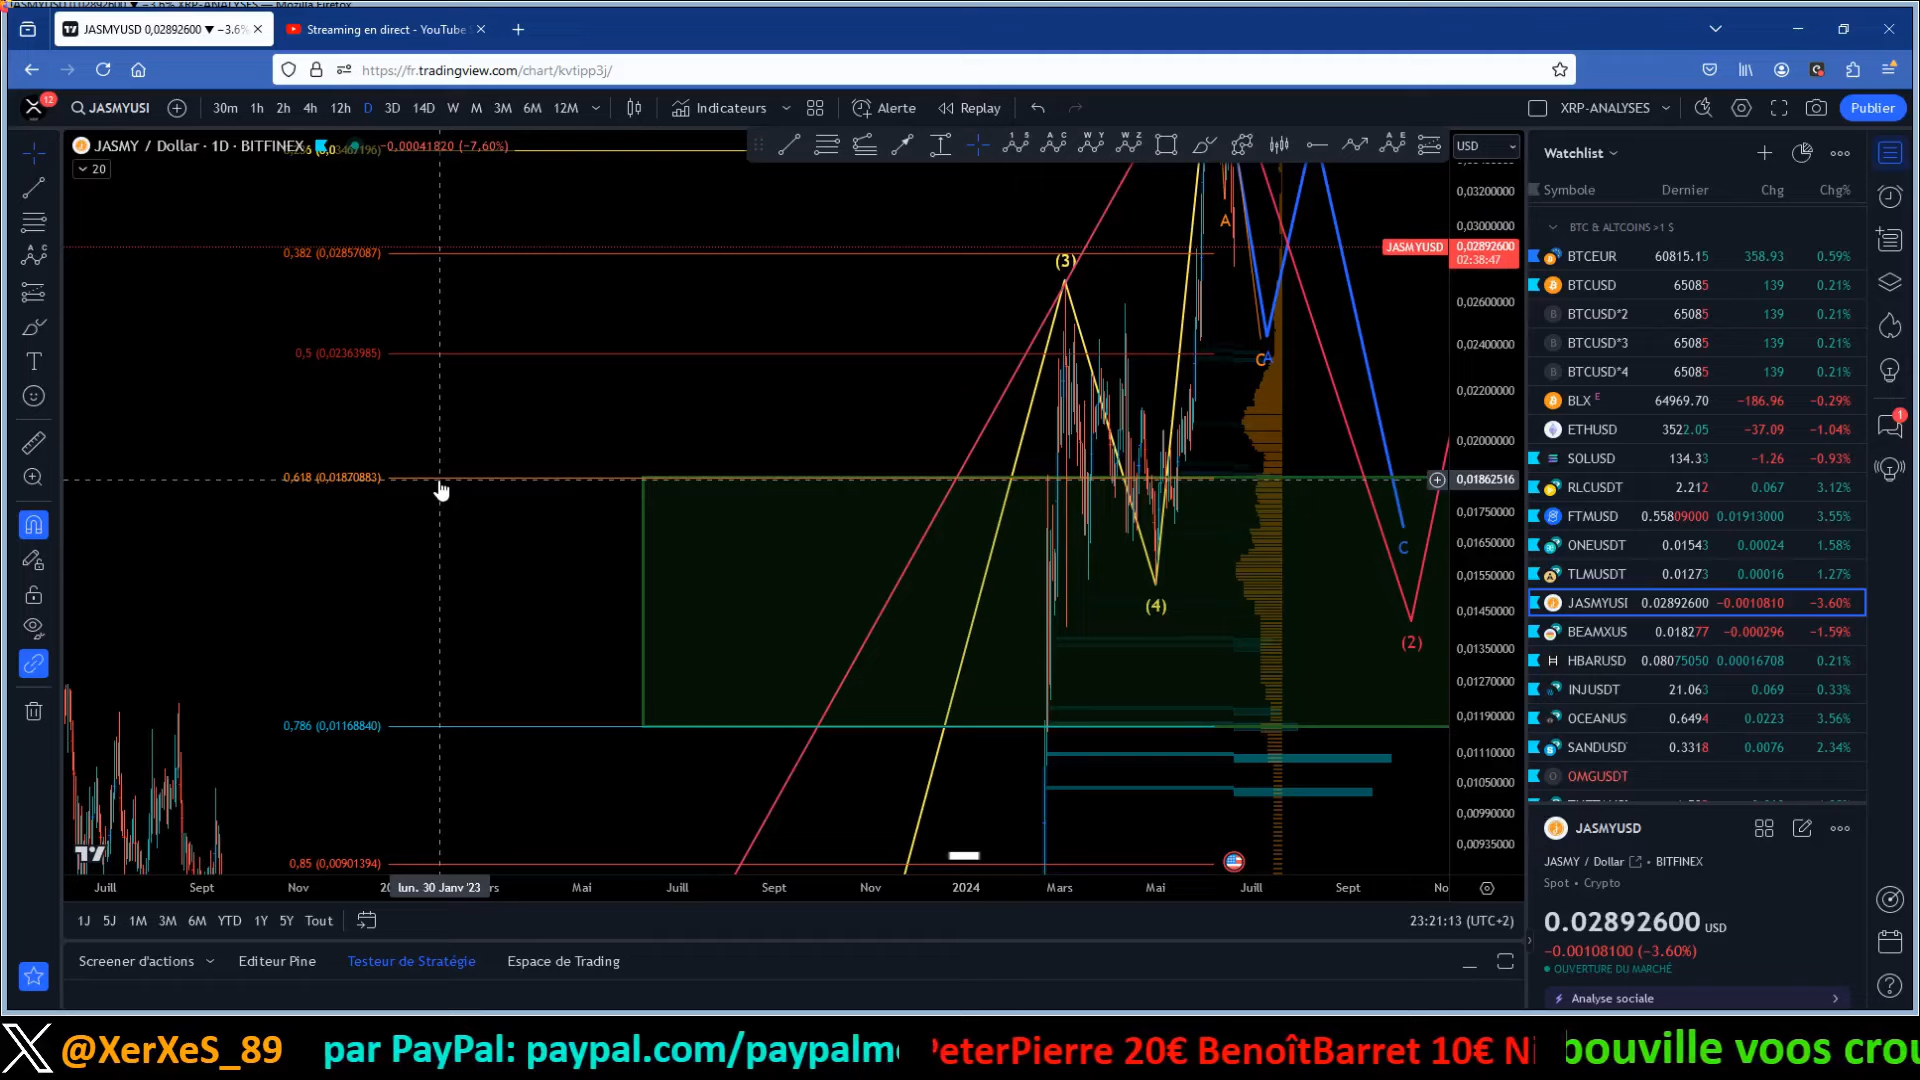 JASMYUSD 0,02892600 ▼ −3.6% XRP-ANALYSES — Mozilla Firefox
JASMYUSD 0,02892600 ▼ −3.6%
Streaming en direct - YouTube
https://fr.tradingview.com/chart/kvtipp3j/
12
JASMYUSI
30m 1h 2h 4h 12h D 3D 14D W M 3M 6M 12M
Indicateurs
Alerte
Replay
XRP-ANALYSES
Publier
JASMY / Dollar · 1D · BITFINEX
−0,00041820 (−7,60%)
20
USD
0,03200000
0,03000000
JASMYUSD 0,02892600
02:38:47
0,02600000
0,02400000
0,02200000
0,02000000
0,01862516
0,01750000
0,01650000
0,01550000
0,01450000
0,01350000
0,01270000
0,01190000
0,01110000
0,01050000
0,00990000
0,00935000
0,382 (0,02857087)
0,5 (0,02363985)
0,618 (0,01870883)
0,786 (0,01168840)
0,85 (0,00901394)
(3)
(4)
A
C
A
C
(2)
Juill Sept Nov lun. 30 Janv '23 Mai Juill Sept Nov 2024 Mars Mai Juill Sept No
1J 5J 1M 3M 6M YTD 1Y 5Y Tout
23:21:13 (UTC+2)
Screener d'actions Editeur Pine Testeur de Stratégie Espace de Trading
Watchlist
Symbole Dernier Chg Chg%
BTC & ALTCOINS >1 $
BTCEUR 60815.15 358.93 0.59%
BTCUSD 65085 139 0.21%
BTCUSD*2 65085 139 0.21%
BTCUSD*3 65085 139 0.21%
BTCUSD*4 65085 139 0.21%
BLX E 64969.70 −186.96 −0.29%
ETHUSD 3522.05 −37.09 −1.04%
SOLUSD 134.33 −1.26 −0.93%
RLCUSDT 2.212 0.067 3.12%
FTMUSD 0.55809000 0.01913000 3.55%
ONEUSDT 0.01543 0.00024 1.58%
TLMUSDT 0.01273 0.00016 1.27%
JASMYUSI 0.02892600 −0.0010810 −3.60%
BEAMXUS 0.018277 −0.000296 −1.59%
HBARUSD 0.08075050 0.00016708 0.21%
INJUSDT 21.063 0.069 0.33%
OCEANUS 0.6494 0.0223 3.56%
SANDUSD 0.3318 0.0076 2.34%
OMGUSDT
JASMYUSD
JASMY / Dollar • BITFINEX
Spot • Crypto
0.02892600 USD
−0.00108100 (−3.60%)
OUVERTURE DU MARCHÉ
Analyse sociale
1
@XerXeS_89 par PayPal: paypal.com/paypalm PeterPierre 20€ BenoîtBarret 10€ Ni bouville voos crou